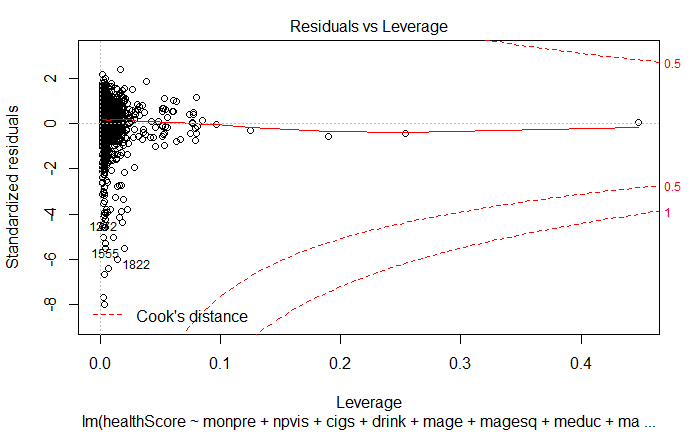 Residuals vs Leverage
Standardized residuals
2
0
-2
-4
-6
-8
0.5
0.5
1
1242
1555
1822
Cook's distance
0.0 0.1 0.2 0.3 0.4
Leverage
lm(healthScore ~ monpre + npvis + cigs + drink + mage + magesq + meduc + ma ...